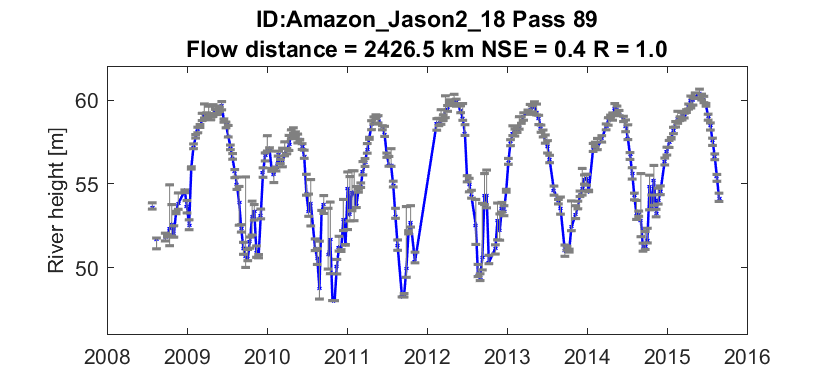 ID:Amazon_Jason2_18 Pass 89
Flow distance = 2426.5 km NSE = 0.4 R = 1.0
River height [m]
60
55
50
2008 2009 2010 2011 2012 2013 2014 2015 2016